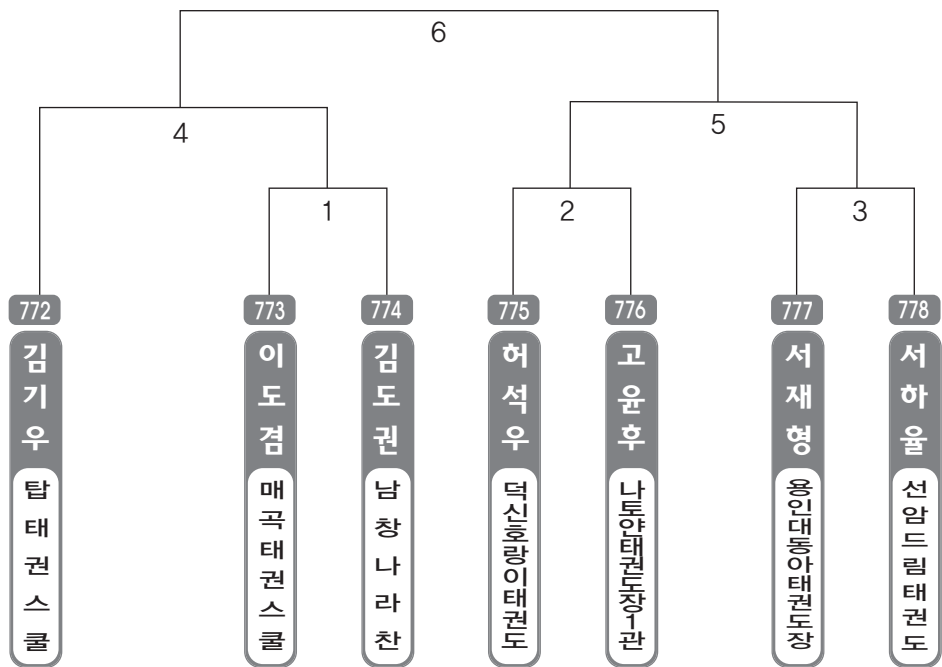 6
4
5
1
2
3
772
773
774
775
776
777
778
김기우
이도겸
김도권
허석우
고윤후
서재형
서하율
탑태권스쿨
매곡태권스쿨
남창나라찬
덕신호랑이태권도
나토얀태권도장1관
용인대동아태권도장
선암드림태권도